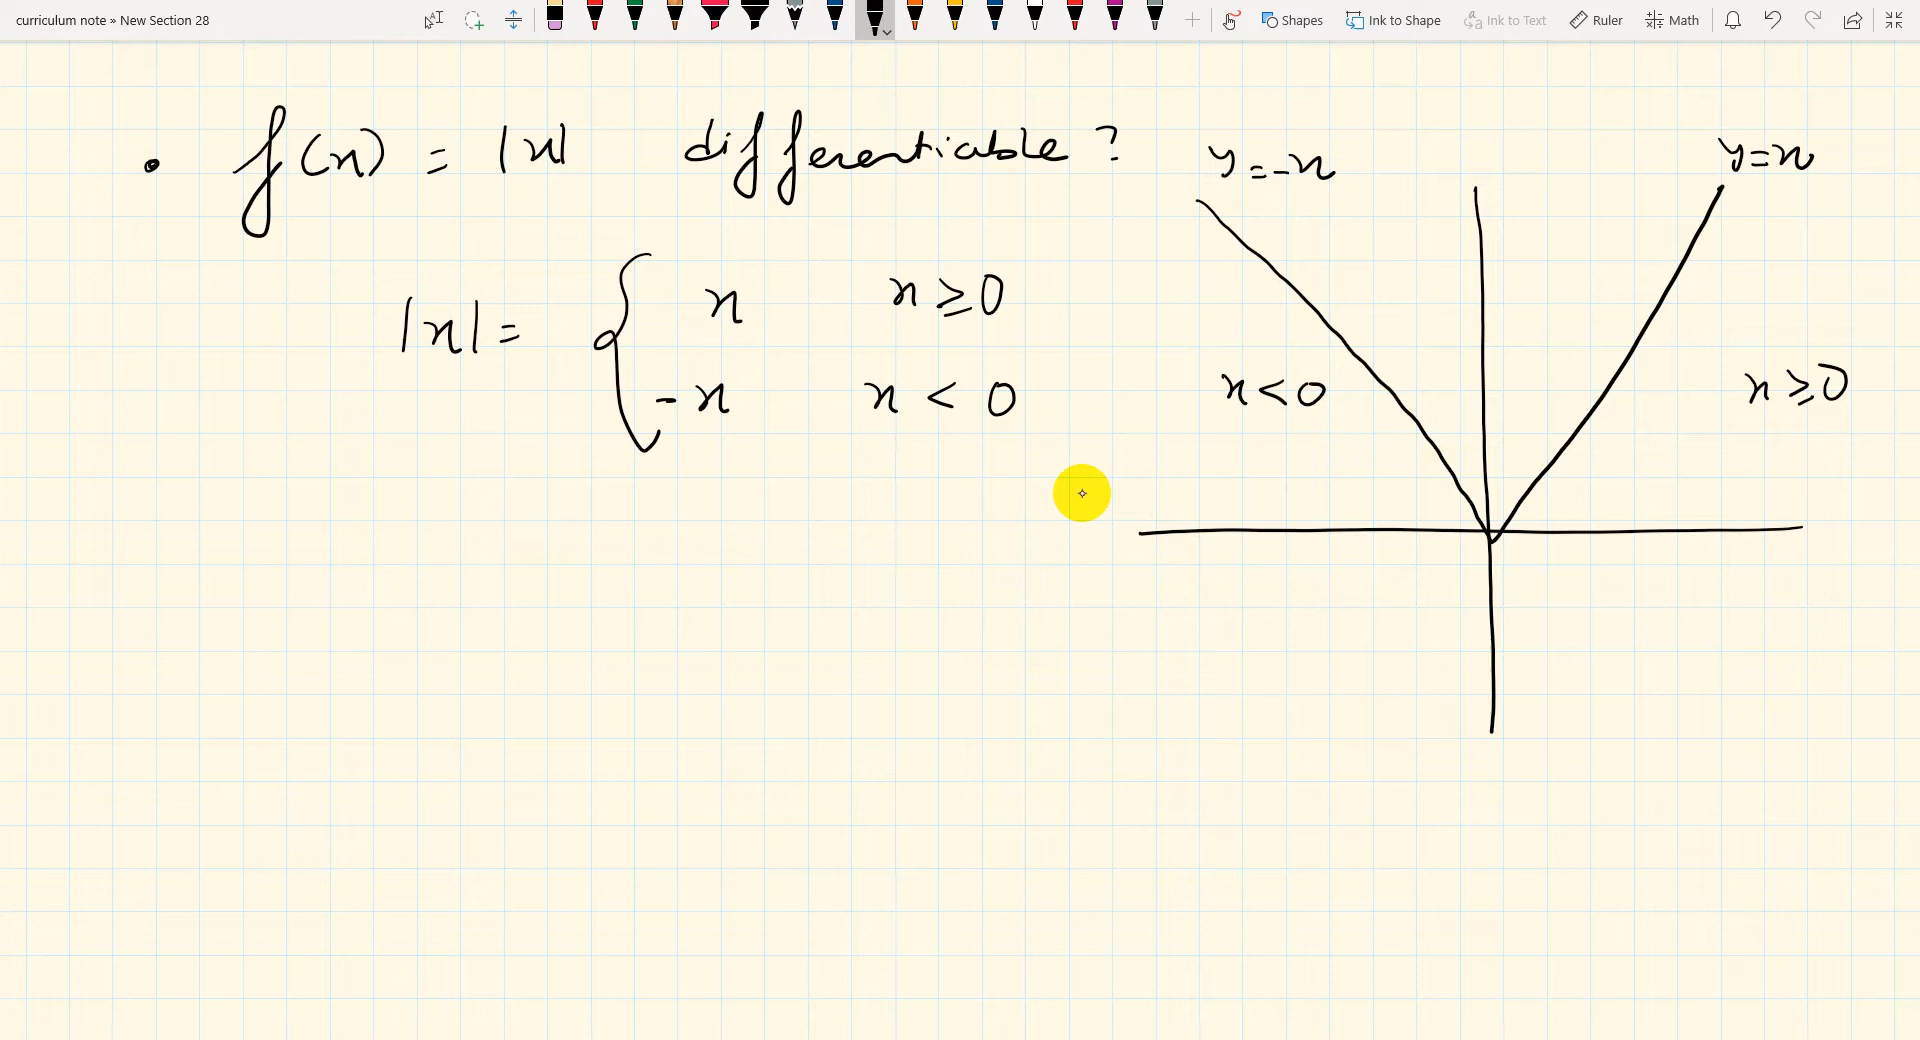 curriculum note » New Section 28
Shapes Ink to Shape Ink to Text Ruler Math
• f(x) = |x| differentiable ?
y = -x
y = x
|x| = { x x ≥ 0
-x x < 0
x < 0
x ≥ 0